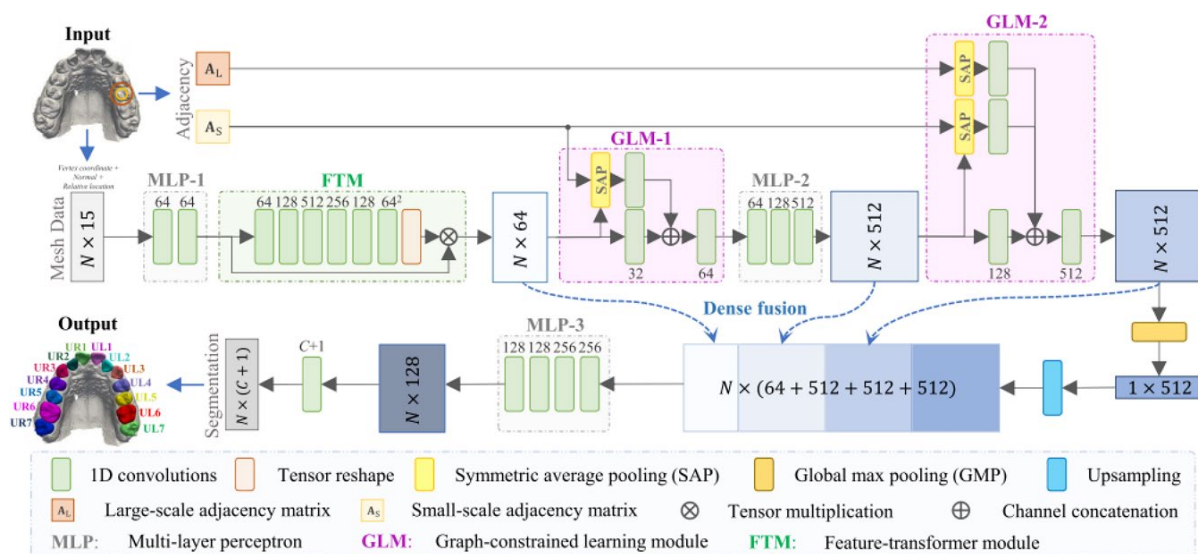 Input
Adjacency
A_L
A_S
GLM-2
SAP
SAP
128
512
GLM-1
SAP
32
64
Vertex coordinate +
Normal +
Relative location
Mesh Data
N × 15
MLP-1
64 64
FTM
64 128 512 256 128 64²
⊗
N × 64
⊕
MLP-2
64 128 512
N × 512
⊕
N × 512
Dense fusion
Output
UR1 UL1
UR2 UL2
UR3 UL3
UR4 UL4
UR5 UL5
UR6 UL6
UR7 UL7
Segmentation
N × (C + 1)
C+1
N × 128
MLP-3
128 128 256 256
N × (64 + 512 + 512 + 512)
1 × 512
1D convolutions Tensor reshape Symmetric average pooling (SAP) Global max pooling (GMP) Upsampling
A_L Large-scale adjacency matrix A_S Small-scale adjacency matrix ⊗ Tensor multiplication ⊕ Channel concatenation
MLP: Multi-layer perceptron GLM: Graph-constrained learning module FTM: Feature-transformer module